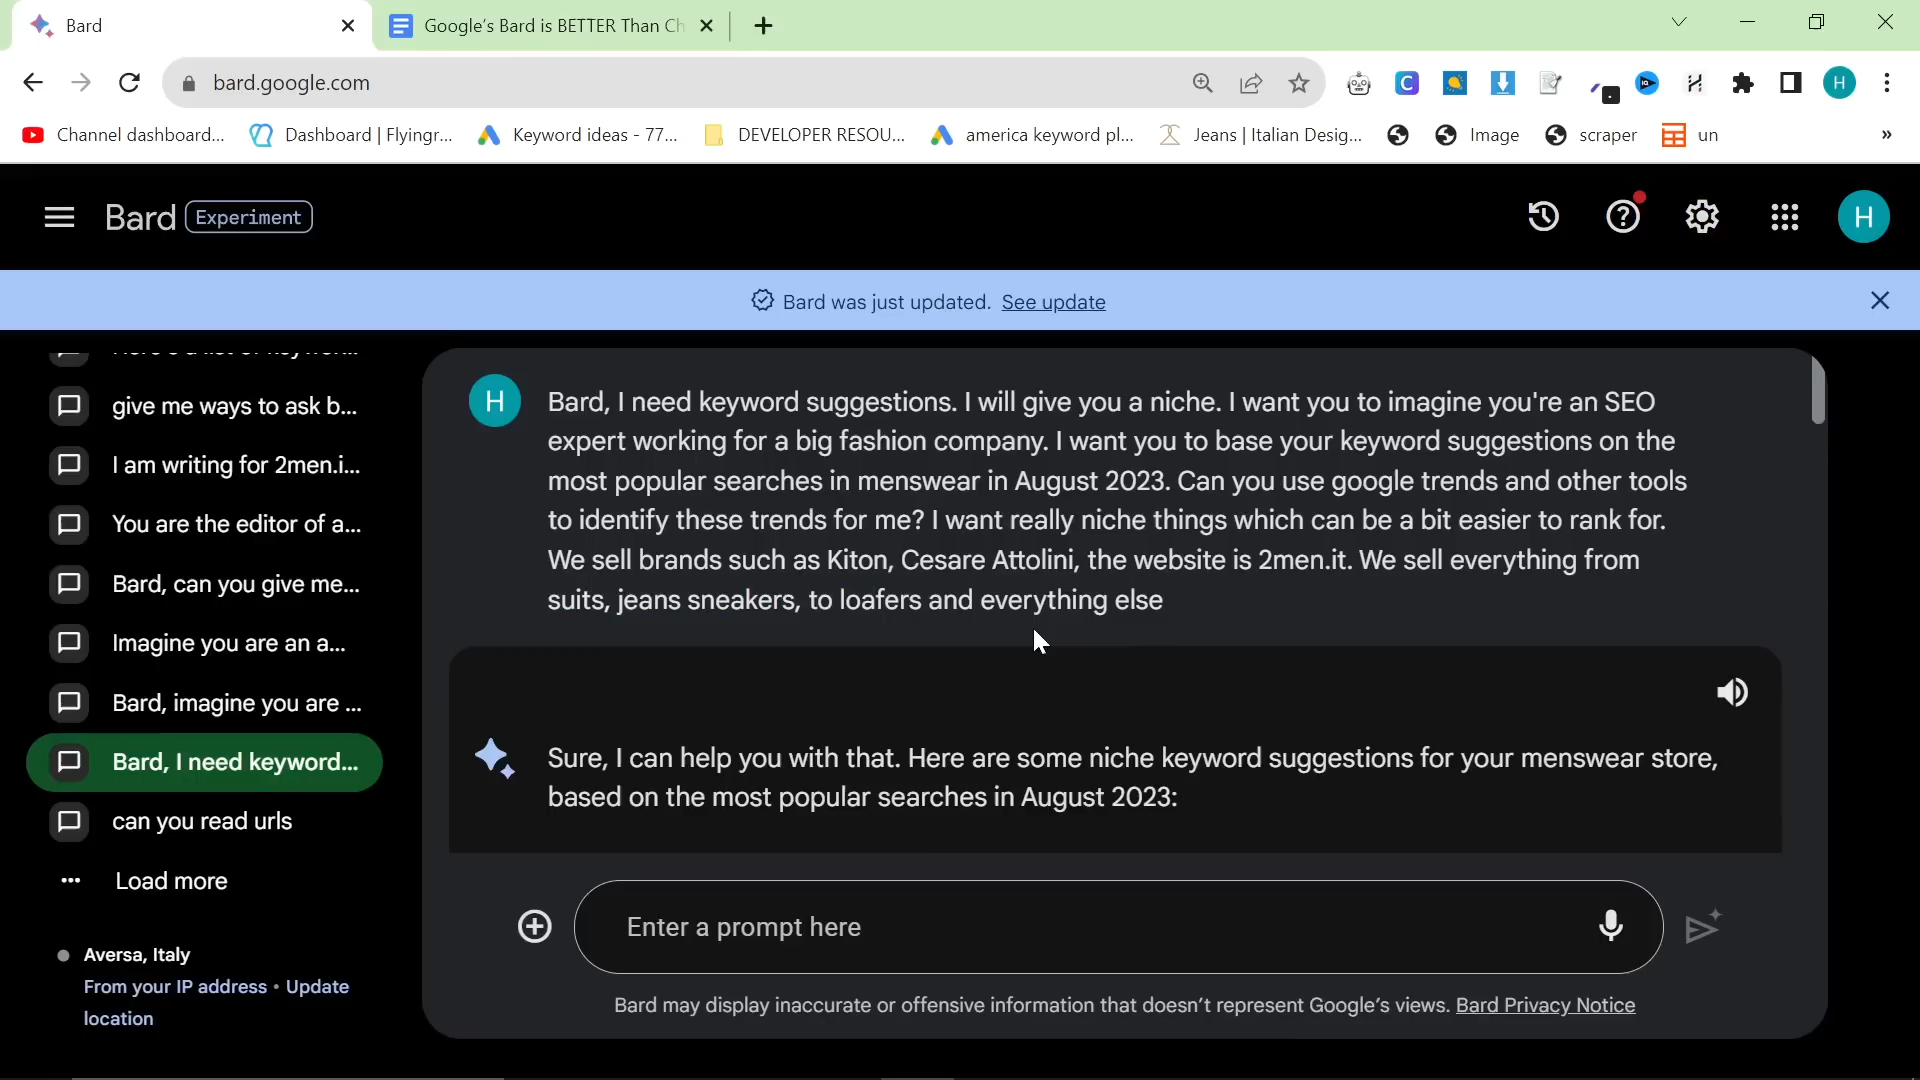 Bard
Google's Bard is BETTER Than Ch
bard.google.com
H
Channel dashboard...
Dashboard | Flyingr...
Keyword ideas - 77...
DEVELOPER RESOU...
america keyword pl...
Jeans | Italian Desig...
Image
scraper
un
»
Bard Experiment
H
Bard was just updated. See update
give me ways to ask b...
I am writing for 2men.i...
You are the editor of a...
Bard, can you give me...
Imagine you are an a...
Bard, imagine you are ...
Bard, I need keyword...
can you read urls
Load more
Aversa, Italy
From your IP address • Update
location
H
Bard, I need keyword suggestions. I will give you a niche. I want you to imagine you're an SEO
expert working for a big fashion company. I want you to base your keyword suggestions on the
most popular searches in menswear in August 2023. Can you use google trends and other tools
to identify these trends for me? I want really niche things which can be a bit easier to rank for.
We sell brands such as Kiton, Cesare Attolini, the website is 2men.it. We sell everything from
suits, jeans sneakers, to loafers and everything else
Sure, I can help you with that. Here are some niche keyword suggestions for your menswear store,
based on the most popular searches in August 2023:
Enter a prompt here
Bard may display inaccurate or offensive information that doesn't represent Google's views. Bard Privacy Notice